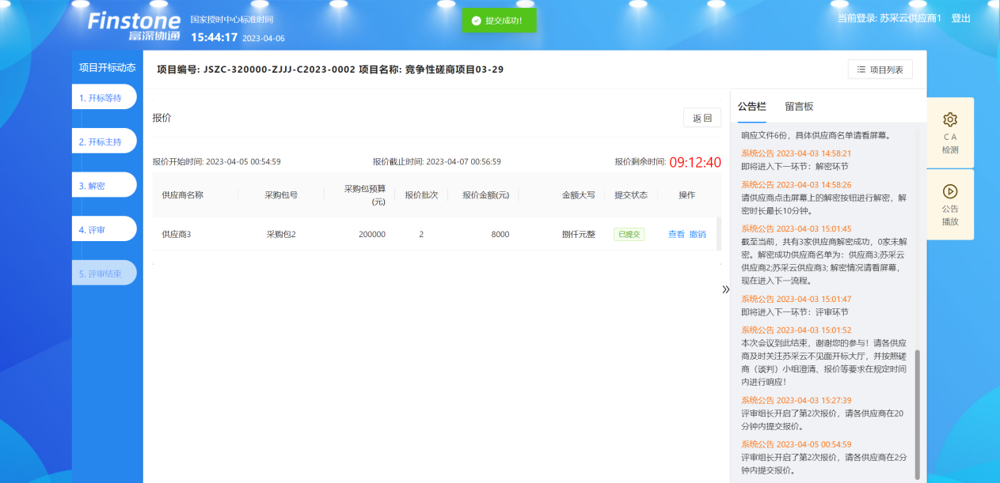 Finstone
富深协通
国家授时中心标准时间
15:44:17 2023-04-06
提交成功!
当前登录: 苏采云供应商1 登出
项目开标动态
1. 开标等待
2. 开标主持
3. 解密
4. 评审
5. 评审结束
项目编号: JSZC-320000-ZJJJ-C2023-0002 项目名称: 竞争性磋商项目03-29
项目列表
报价
返 回
报价开始时间: 2023-04-05 00:54:59 报价截止时间: 2023-04-07 00:56:59 报价剩余时间: 09:12:40
供应商名称 采购包号 采购包预算(元) 报价批次 报价金额(元) 金额大写 提交状态 操作
供应商3 采购包2 200000 2 8000 捌仟元整 已提交 查看 撤销
公告栏 留言板
响应文件6份，具体供应商名单请看屏幕。
系统公告 2023-04-03 14:58:21
即将进入下一环节：解密环节
系统公告 2023-04-03 14:58:26
请供应商点击屏幕上的解密按钮进行解密，解
密时长最长10分钟。
系统公告 2023-04-03 15:01:45
截至当前，共有3家供应商解密成功，0家未解
密。解密成功供应商名单为：供应商3;苏采云
供应商2;苏采云供应商3; 解密情况请看屏幕，
现在进入下一流程。
系统公告 2023-04-03 15:01:47
即将进入下一环节：评审环节
系统公告 2023-04-03 15:01:52
本次会议到此结束，谢谢您的参与！请各供应
商及时关注苏采云不见面开标大厅，并按照磋
商（谈判）小组澄清、报价等要求在规定时间
内进行响应！
系统公告 2023-04-03 15:27:39
评审组长开启了第2次报价，请各供应商在20
分钟内提交报价。
系统公告 2023-04-05 00:54:59
评审组长开启了第2次报价，请各供应商在2分
钟内提交报价。
CA
检测
公告
播放